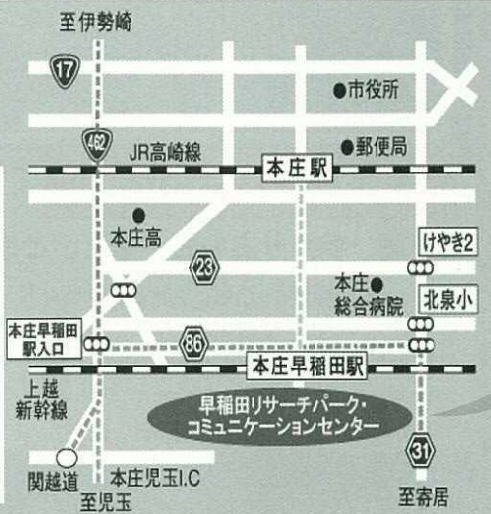 至伊勢崎
17
●市役所
462
JR高崎線
●郵便局
本庄駅
本庄高
23
けやき2
本庄
総合病院
北泉小
本庄早稲田
駅入口
86
本庄早稲田駅
上越
新幹線
早稲田リサーチパーク・
コミュニケーションセンター
31
関越道
本庄児玉I.C
至児玉
至寄居